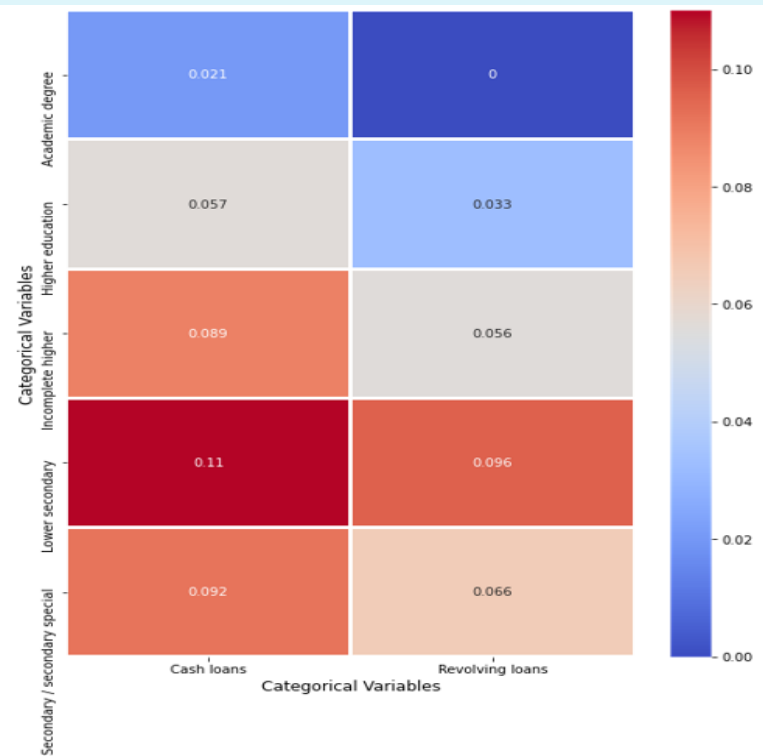 Categorical Variables
Academic degree
0.021
0
Higher education
0.057
0.033
Incomplete higher
0.089
0.056
Lower secondary
0.11
0.096
Secondary / secondary special
0.092
0.066
Cash loans
Revolving loans
Categorical Variables
0.10
0.08
0.06
0.04
0.02
0.00